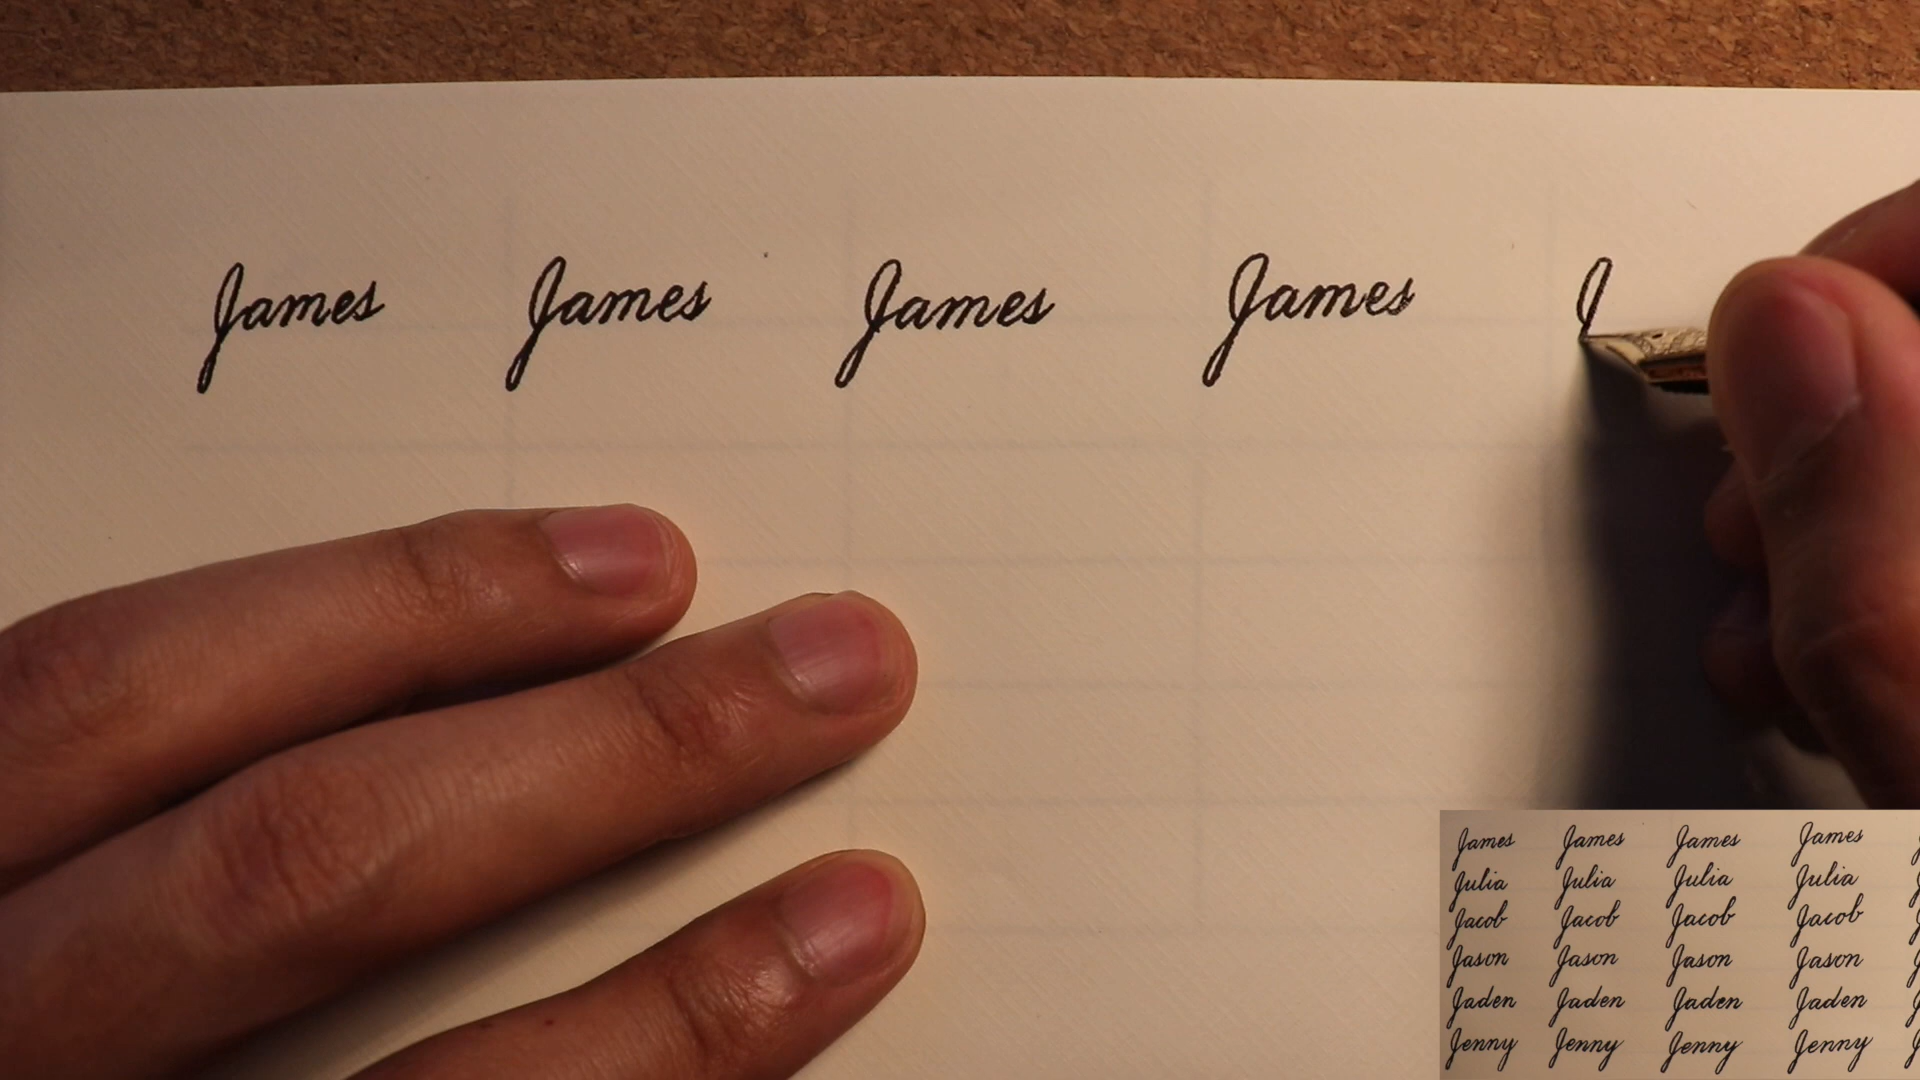 James James James James J
James James James James
Julia Julia Julia Julia
Jacob Jacob Jacob Jacob
Jason Jason Jason Jason
Jaden Jaden Jaden Jaden
Jenny Jenny Jenny Jenny